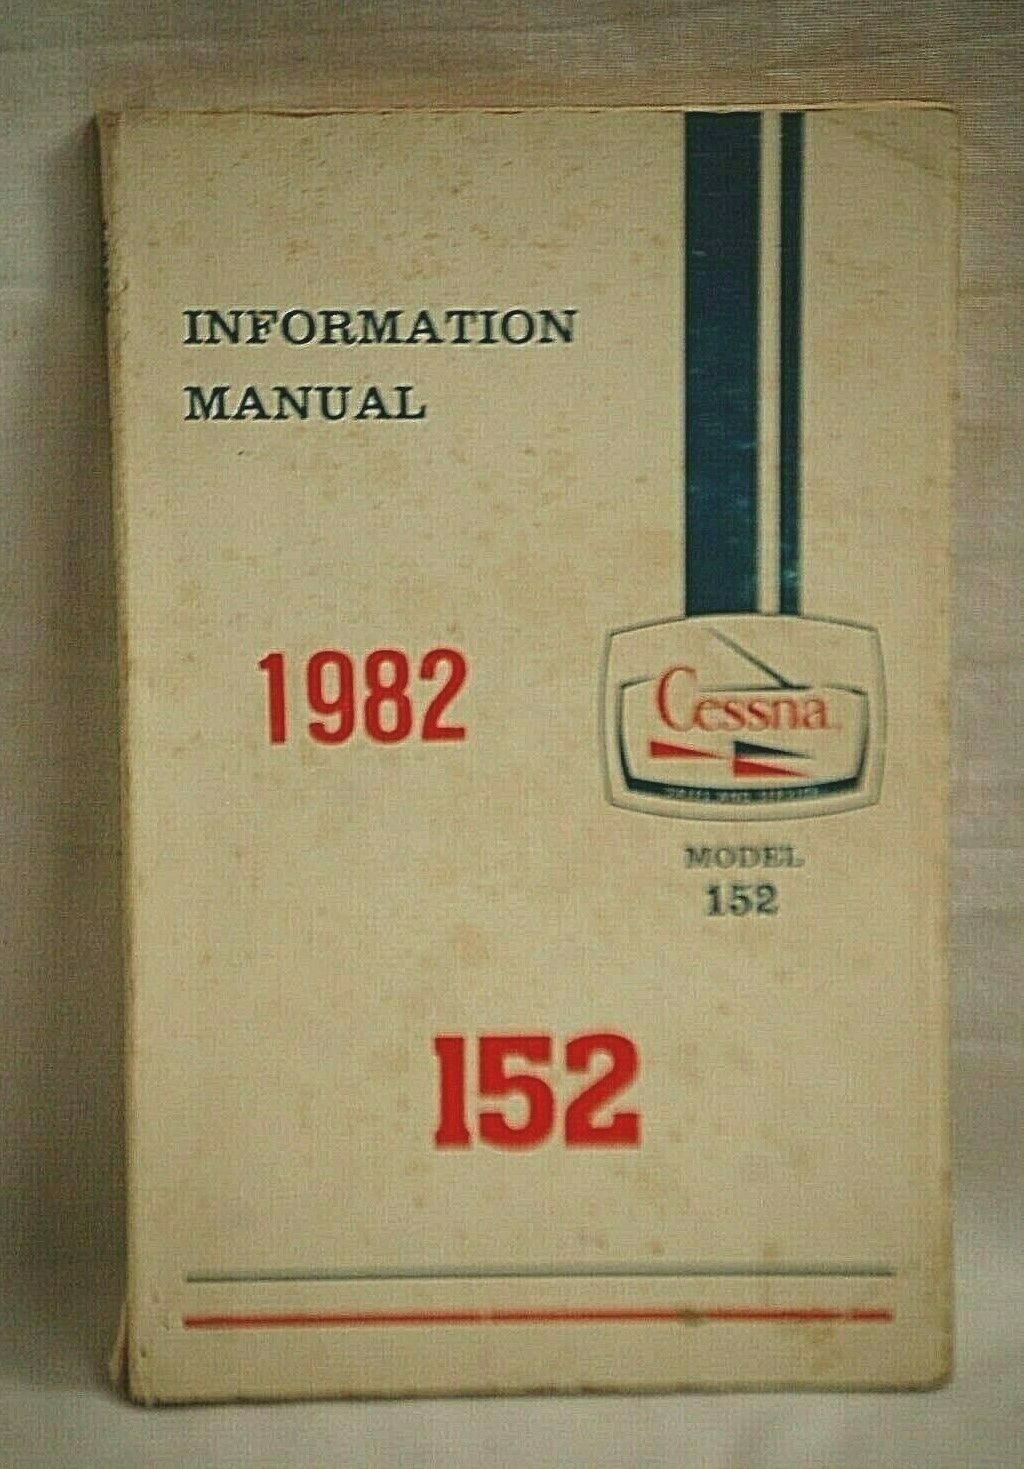 INFORMATION
MANUAL
1982
Cessna
MODEL
152
152